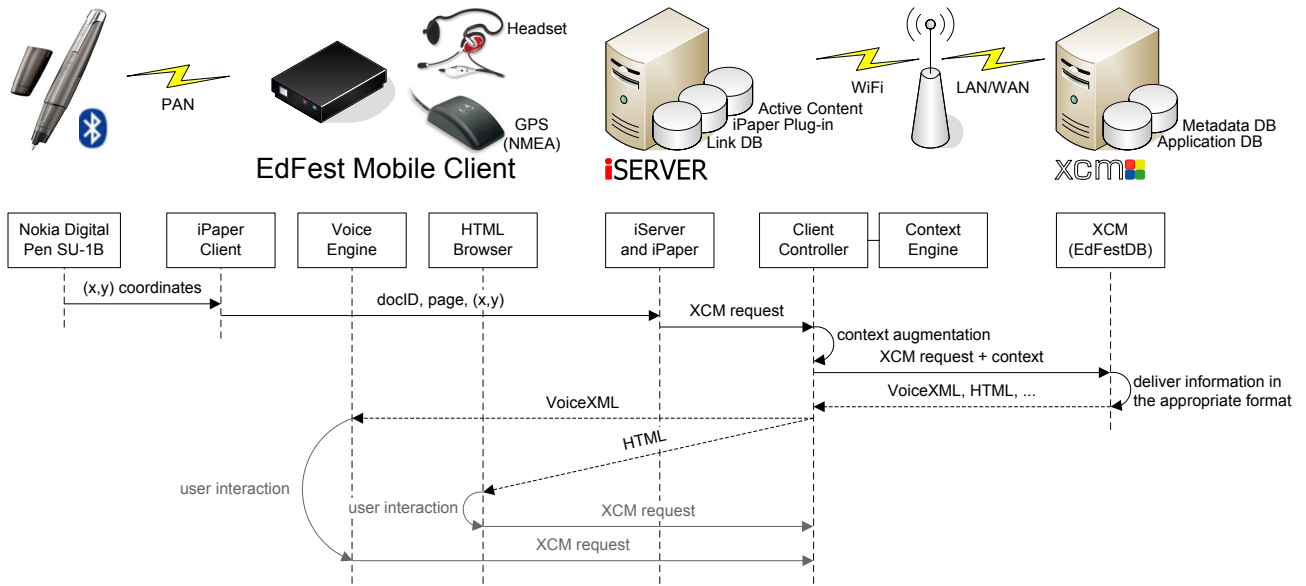 Headset
PAN
GPS
(NMEA)
EdFest Mobile Client
Active Content
iPaper Plug-in
Link DB
iSERVER
WiFi
LAN/WAN
Metadata DB
Application DB
xcm
Nokia Digital
Pen SU-1B
iPaper
Client
Voice
Engine
HTML
Browser
iServer
and iPaper
Client
Controller
Context
Engine
XCM
(EdFestDB)
(x,y) coordinates
docID, page, (x,y)
XCM request
context augmentation
XCM request + context
deliver information in
the appropriate format
VoiceXML, HTML, ...
VoiceXML
HTML
user interaction
user interaction
XCM request
XCM request